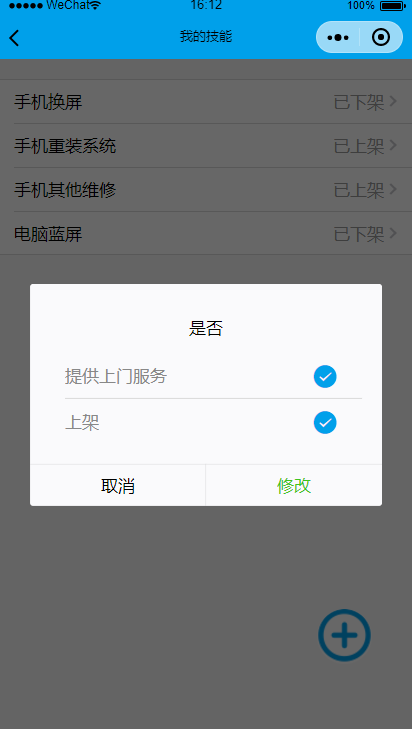 WeChat 16:12 100%
我的技能
手机换屏 已下架
手机重装系统 已上架
手机其他维修 已上架
电脑蓝屏 已下架
是否
提供上门服务
上架
取消 修改